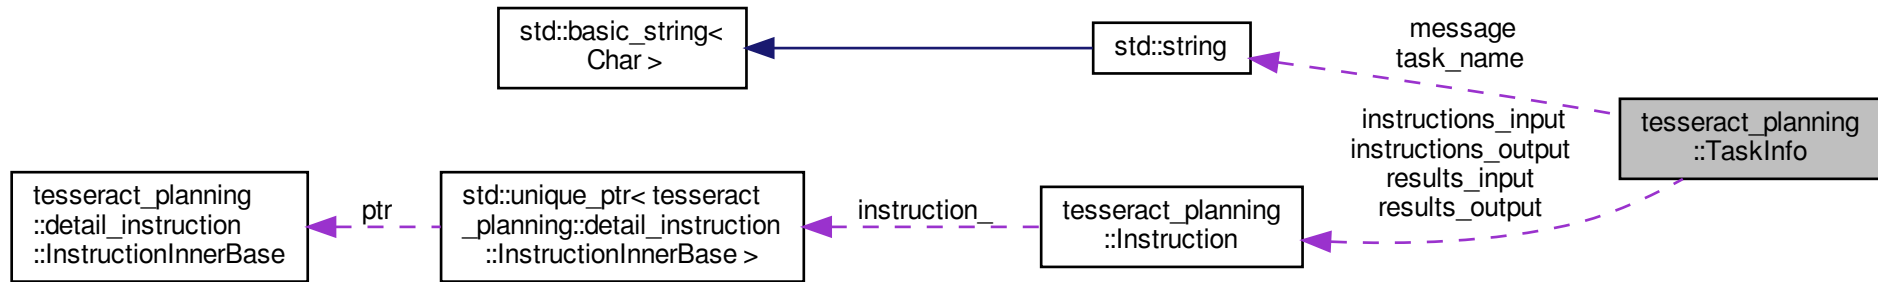 std::basic_string<
Char >
std::string
message
task_name
tesseract_planning
::TaskInfo
instructions_input
instructions_output
results_input
results_output
tesseract_planning
::detail_instruction
::InstructionInnerBase
ptr
std::unique_ptr< tesseract
_planning::detail_instruction
::InstructionInnerBase >
instruction_
tesseract_planning
::Instruction